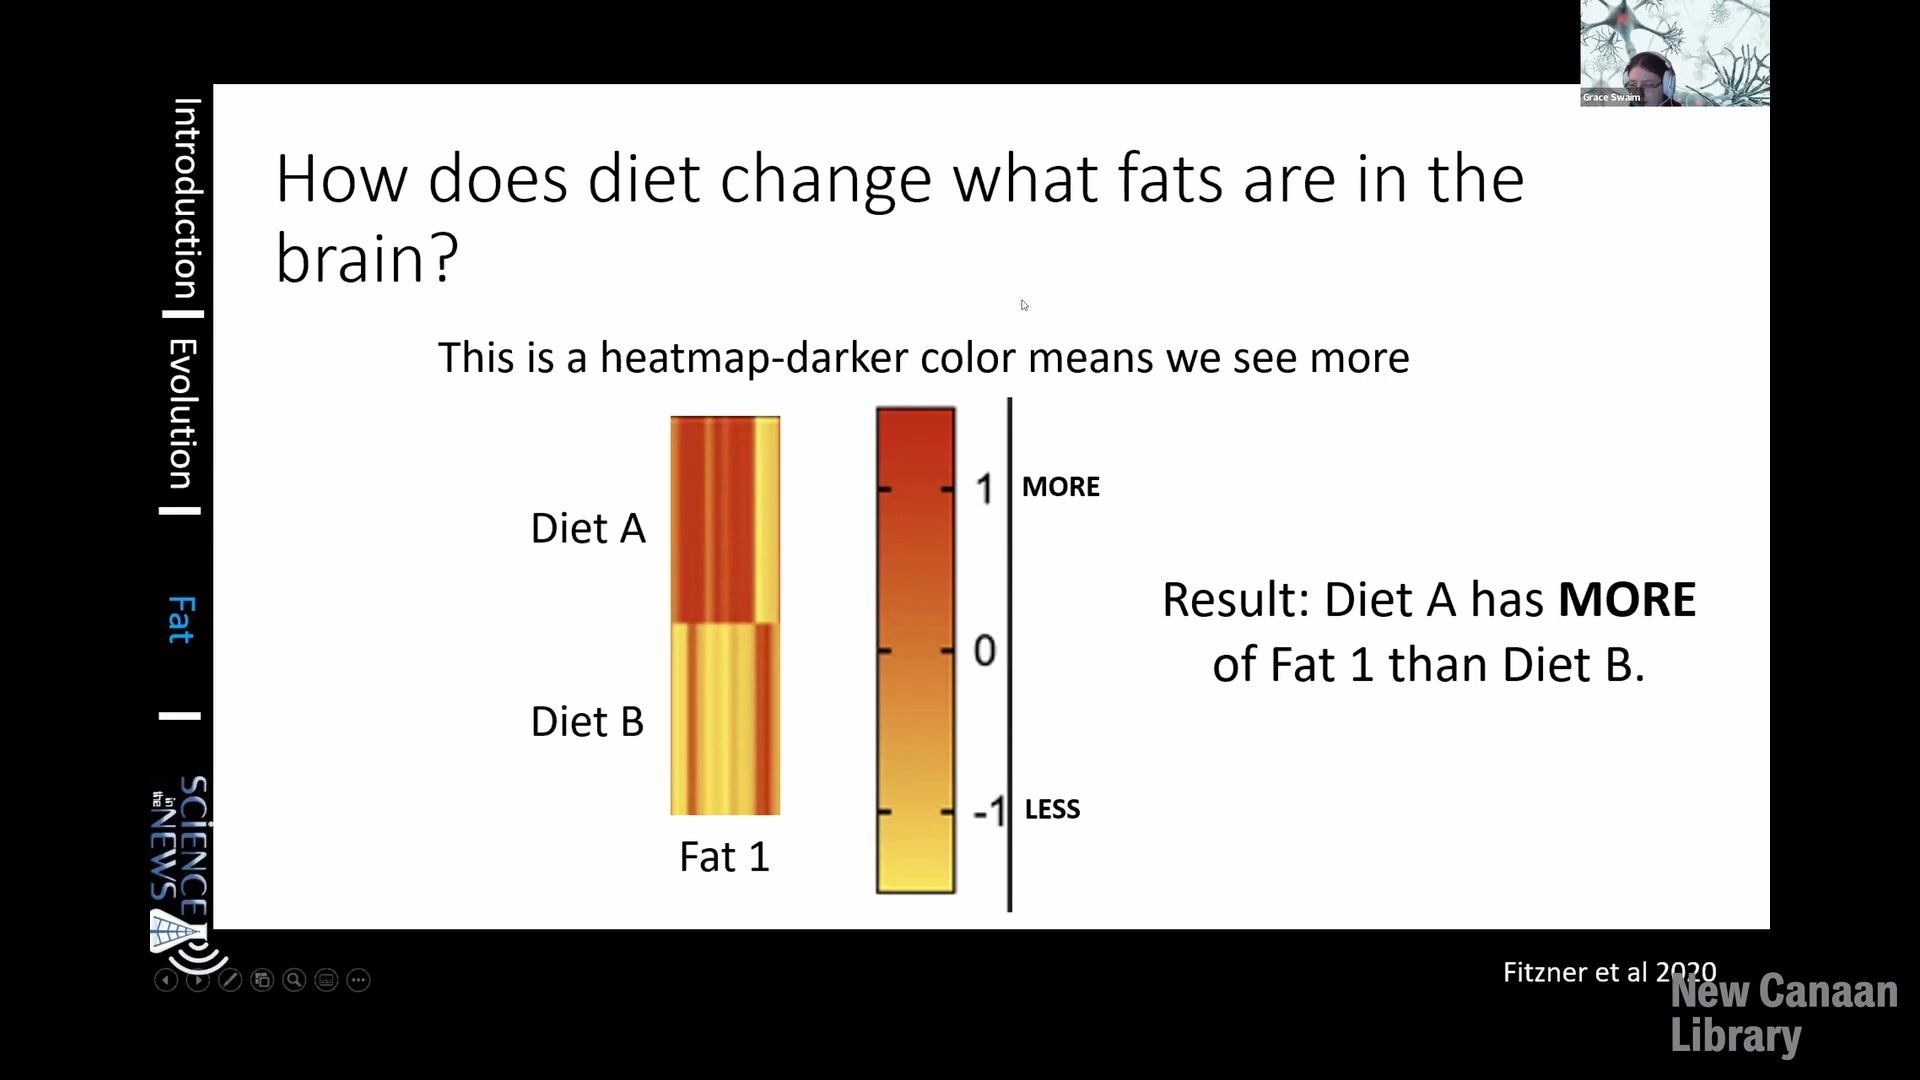 Grace Swaim
Introduction
Evolution
Fat
SCIENCE
in the NEWS
How does diet change what fats are in the
brain?
This is a heatmap-darker color means we see more
Diet A
Diet B
Fat 1
1
MORE
0
-1
LESS
Result: Diet A has MORE
of Fat 1 than Diet B.
Fitzner et al 2020
New Canaan
Library